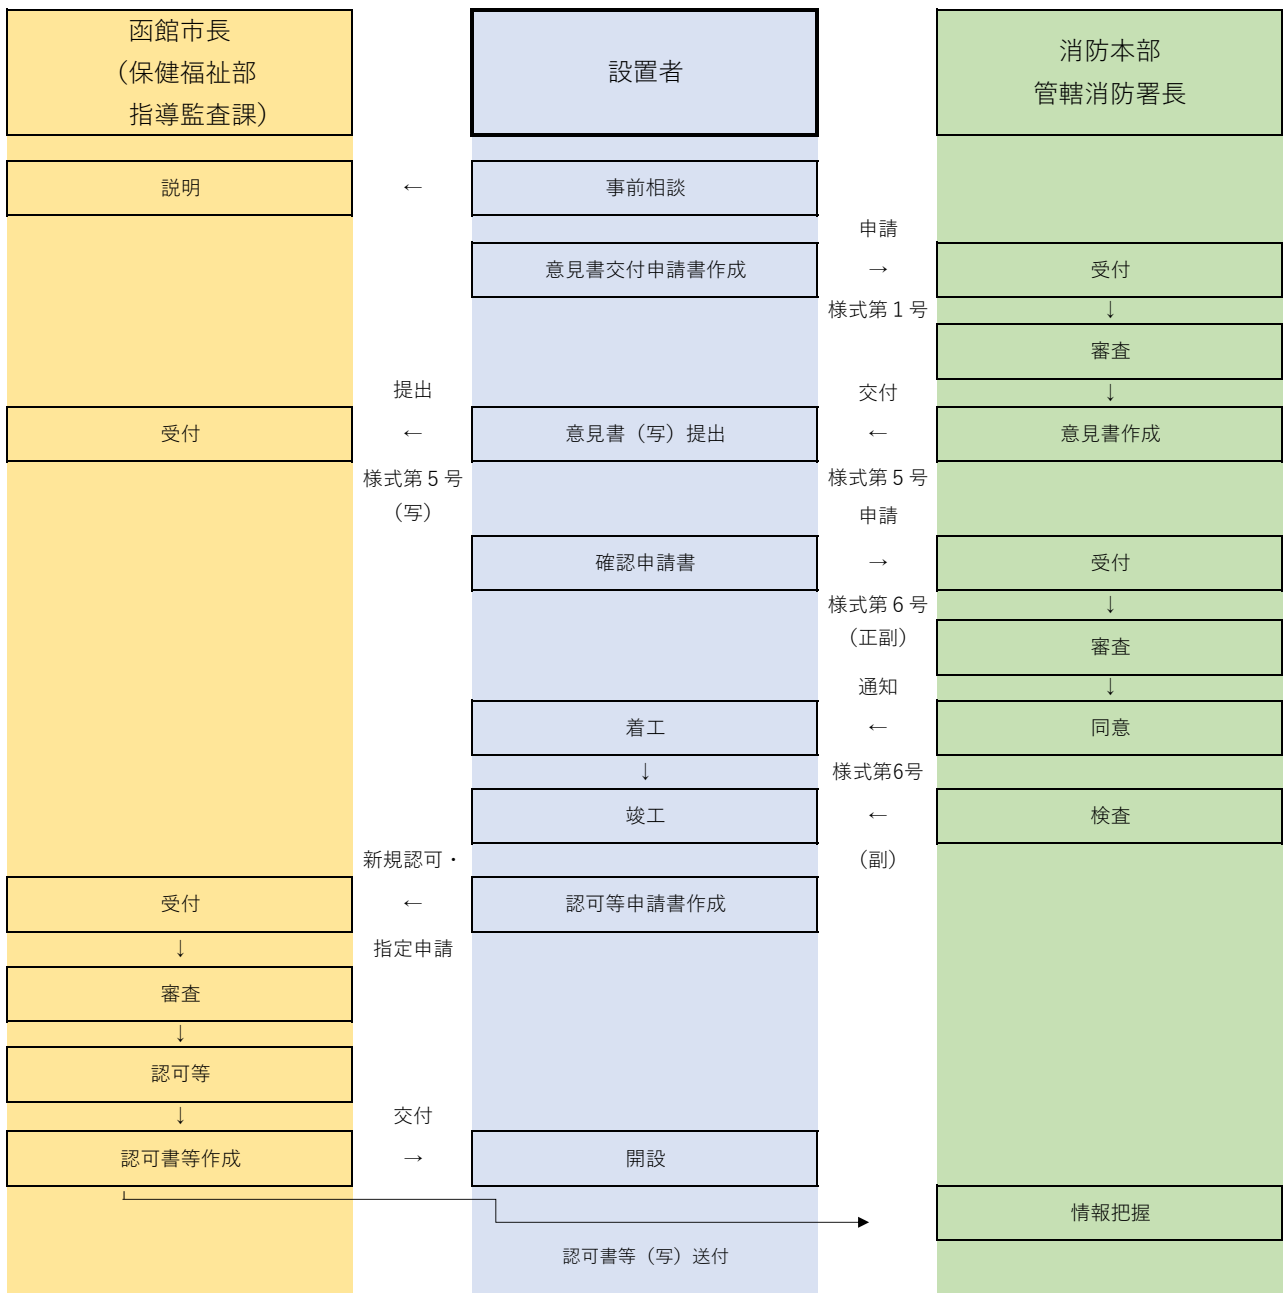 函館市長
（保健福祉部
指導監査課）
設置者
消防本部
管轄消防署長
説明
←
事前相談
申請
意見書交付申請書作成
→
受付
様式第１号
↓
審査
提出
交付
↓
受付
←
意見書（写）提出
←
意見書作成
様式第５号
（写）
様式第５号
申請
確認申請書
→
受付
様式第６号
（正副）
↓
審査
通知
↓
着工
←
同意
↓
様式第6号
竣工
←
検査
新規認可・
（副）
受付
←
認可等申請書作成
↓
指定申請
審査
↓
認可等
↓
交付
認可書等作成
→
開設
情報把握
認可書等（写）送付